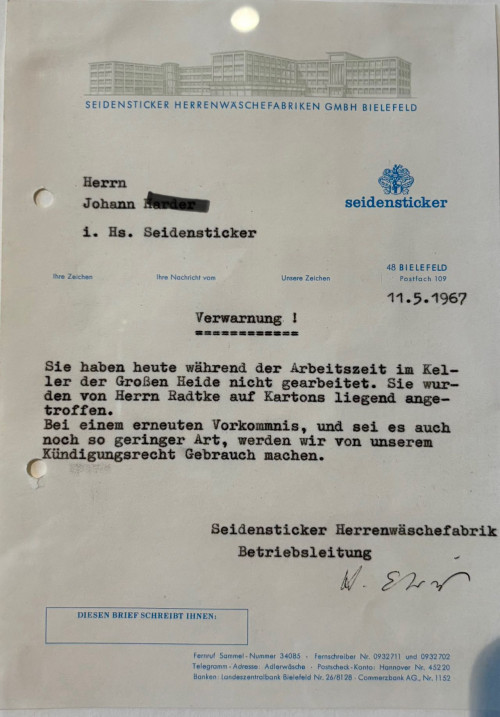 SEIDENSTICKER HERRENWÄSCHEFABRIKEN GMBH BIELEFELD
Herrn
Johann
i. Hs. Seidensticker
seidensticker
48 BIELEFELD
Postfach 109
Ihre Zeichen Ihre Nachricht vom Unsere Zeichen
11.5.1967
Verwarnung !
Sie haben heute während der Arbeitszeit im Kel-
ler der Großen Heide nicht gearbeitet. Sie wur-
den von Herrn Radtke auf Kartons liegend ange-
troffen.
Bei einem erneuten Vorkommnis, und sei es auch
noch so geringer Art, werden wir von unserem
Kündigungsrecht Gebrauch machen.
Seidensticker Herrenwäschefabrik
Betriebsleitung
DIESEN BRIEF SCHREIBT IHNEN:
Fernruf Sammel-Nummer 34085 · Fernschreiber Nr. 0932711 und 0932702
Telegramm-Adresse: Adlerwäsche · Postscheck-Konto: Hannover Nr. 45220
Banken: Landeszentralbank Bielefeld Nr. 26/8128 · Commerzbank AG., Nr. 1152